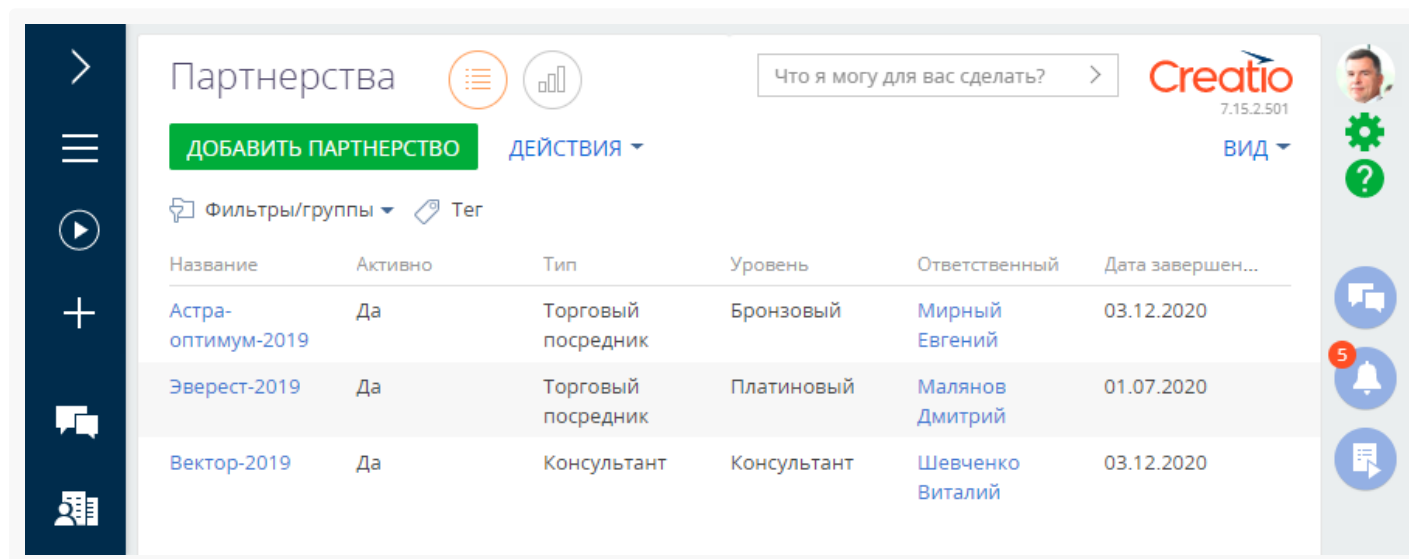 Партнерства
Что я могу для вас сделать?
Creatio
7.15.2.501
ДОБАВИТЬ ПАРТНЕРСТВО ДЕЙСТВИЯ ВИД
Фильтры/группы Тег
Название Активно Тип Уровень Ответственный Дата завершен...
Астра- Да Торговый Бронзовый Мирный 03.12.2020
оптимум-2019 посредник Евгений
5
Эверест-2019 Да Торговый Платиновый Малянов 01.07.2020
посредник Дмитрий
Вектор-2019 Да Консультант Консультант Шевченко 03.12.2020
Виталий